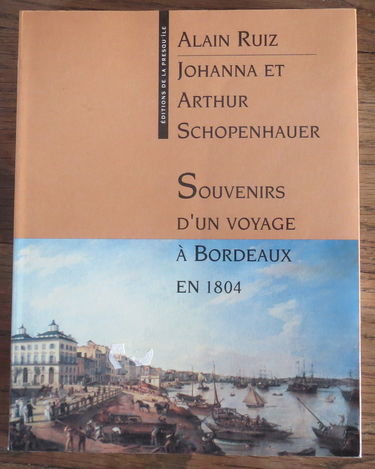 ÉDITIONS DE LA PRESQU'ÎLE
ALAIN RUIZ
JOHANNA ET
ARTHUR
SCHOPENHAUER
SOUVENIRS
D'UN VOYAGE
À BORDEAUX
EN 1804